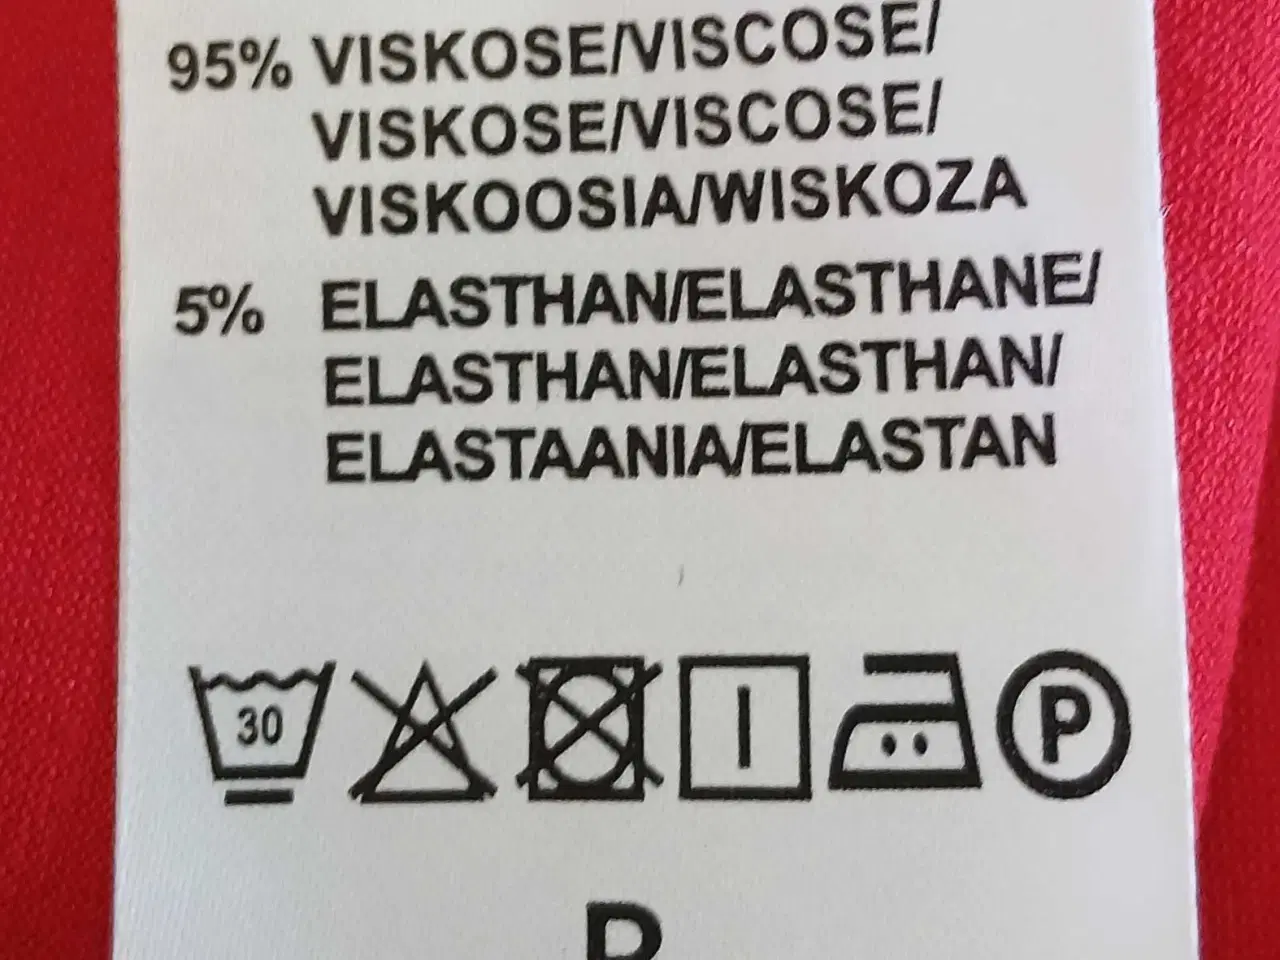 95% VISKOSE/VISCOSE/
VISKOSE/VISCOSE/
VISKOOSIA/WISKOZA
5% ELASTHAN/ELASTHANE/
ELASTHAN/ELASTHAN/
ELASTAANIA/ELASTAN
30 P